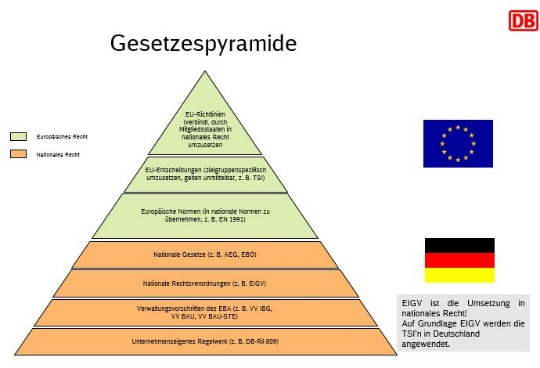 DB
Gesetzespyramide
EU-Richtlinien
(verbindl. durch
Mitgliedsstaaten in
nationales Recht
umzusetzen
Europäisches Recht
Nationales Recht
EU-Entscheidungen (zielgruppenspezifisch
umzusetzen, gelten unmittelbar, z. B. TSI)
Europäische Normen (in nationale Normen zu
übernehmen, z. B. EN 1991)
Nationale Gesetze (z. B. AEG, EBO)
Nationale Rechtsverordnungen (z. B. EIGV)
Verwaltungsvorschriften des EBA (z. B. VV IBG,
VV BAU, VV BAU-STE)
Unternehmenseigenes Regelwerk (z. B. DB-Ril 809)
EIGV ist die Umsetzung in
nationales Recht!
Auf Grundlage EIGV werden die
TSI'n in Deutschland
angewendet.